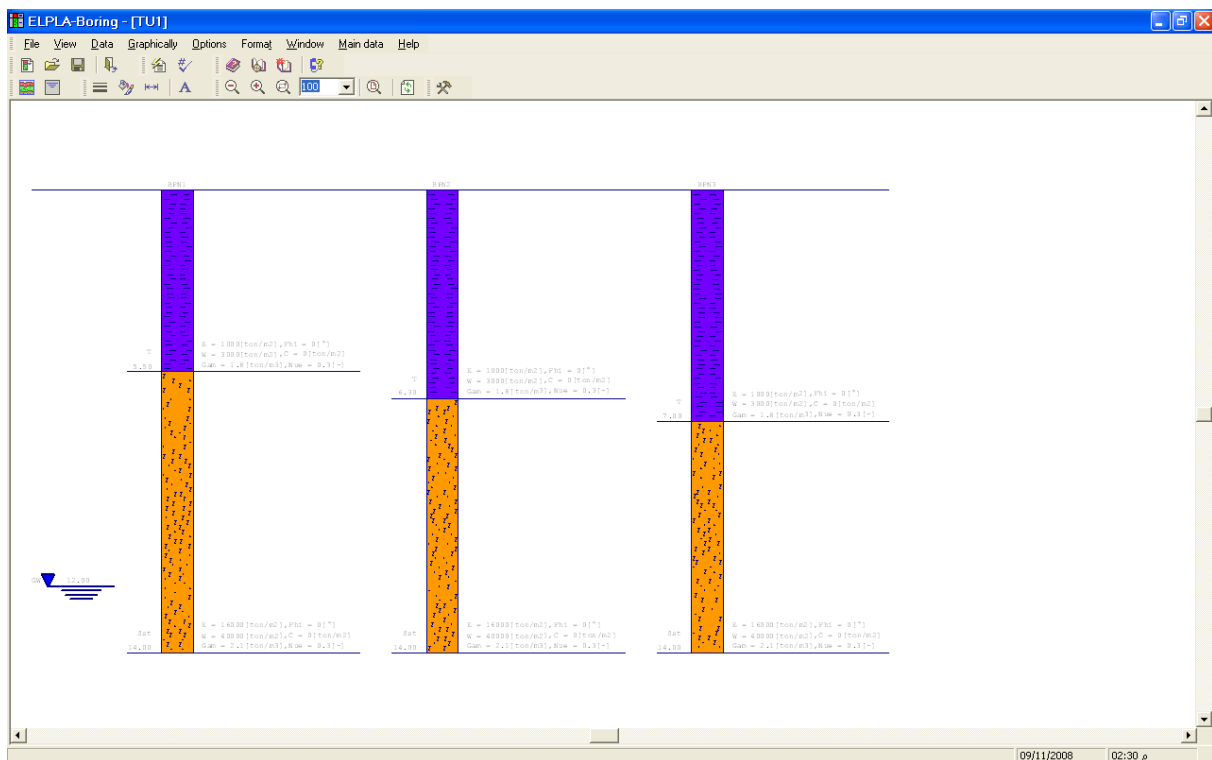 ELPLA-Boring - [TU1]
File View Data Graphically Options Format Window Main data Help
100
BPN1 BPN2 BPN3
E = 1000[ton/m2],Phi = 0[°]
W = 3000[ton/m2],C = 0[ton/m2]
Gam = 1.8[ton/m3],Nue = 0.3[-]
T
5.50
E = 1000[ton/m2],Phi = 0[°]
W = 3000[ton/m2],C = 0[ton/m2]
Gam = 1.8[ton/m3],Nue = 0.3[-]
T
6.30
E = 1000[ton/m2],Phi = 0[°]
W = 3000[ton/m2],C = 0[ton/m2]
Gam = 1.8[ton/m3],Nue = 0.3[-]
T
7.00
GW 12.00
E = 16000[ton/m2],Phi = 0[°]
W = 40000[ton/m2],C = 0[ton/m2]
Gam = 2.1[ton/m3],Nue = 0.3[-]
14.00
E = 16000[ton/m2],Phi = 0[°]
W = 40000[ton/m2],C = 0[ton/m2]
Gam = 2.1[ton/m3],Nue = 0.3[-]
14.00
E = 16000[ton/m2],Phi = 0[°]
W = 40000[ton/m2],C = 0[ton/m2]
Gam = 2.1[ton/m3],Nue = 0.3[-]
14.00
09/11/2008 02:30 م